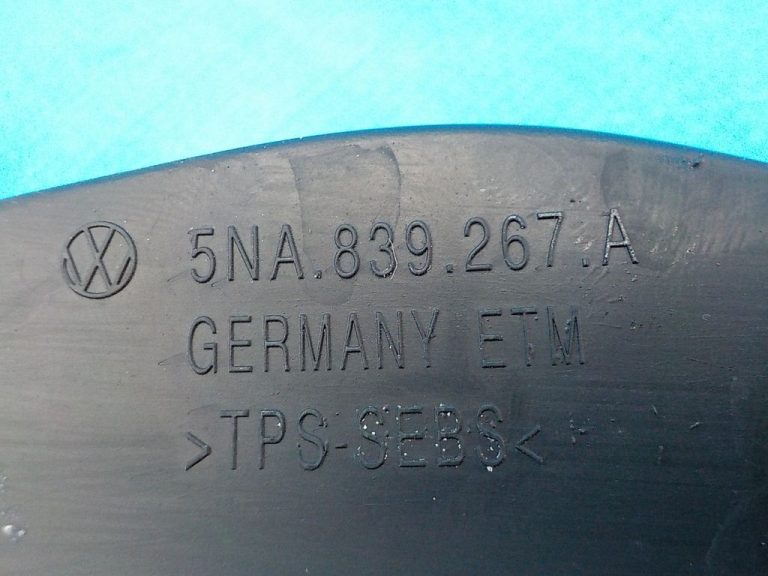 5NA.839.267.A
GERMANY ETM
>TPS-SEBS<